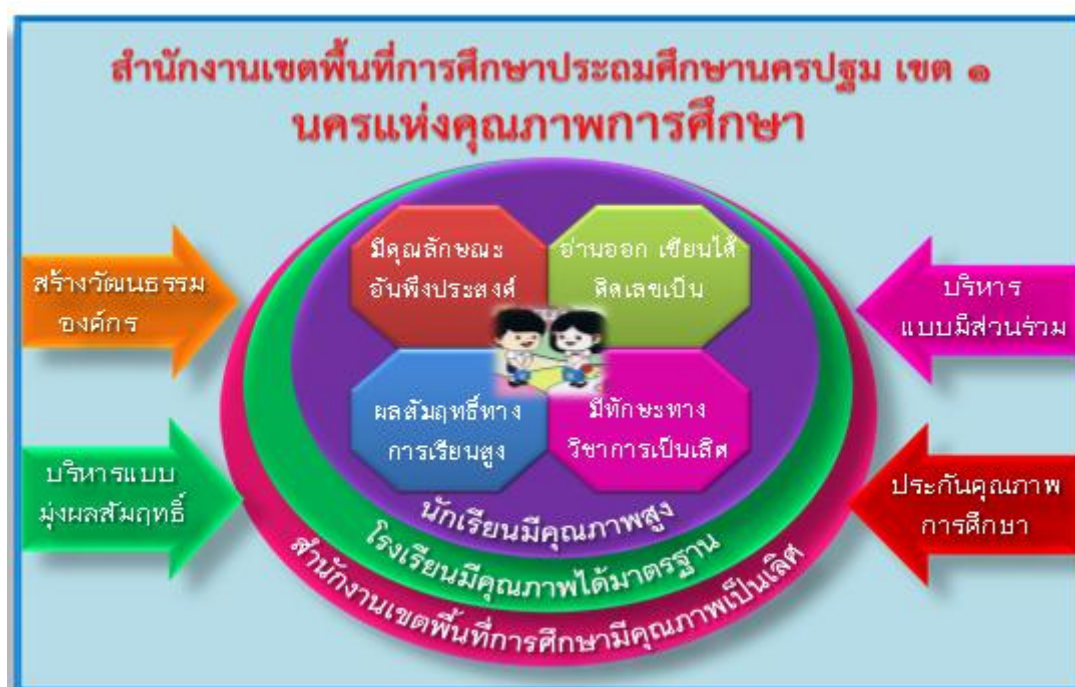 สำนักงานเขตพื้นที่การศึกษาประถมศึกษานครปฐม เขต ๑
นครแห่งคุณภาพการศึกษา
มีคุณลักษณะ
อันพึงประสงค์
อ่านออก เขียนได้
คิดเลขเป็น
สร้างวัฒนธรรม
องค์กร
บริหาร
แบบมีส่วนร่วม
ผลสัมฤทธิ์ทาง
การเรียนสูง
มีทักษะทาง
วิชาการเป็นเลิศ
บริหารแบบ
มุ่งผลสัมฤทธิ์
ประกันคุณภาพ
การศึกษา
นักเรียนมีคุณภาพสูง
โรงเรียนมีคุณภาพได้มาตรฐาน
สำนักงานเขตพื้นที่การศึกษามีคุณภาพเป็นเลิศ